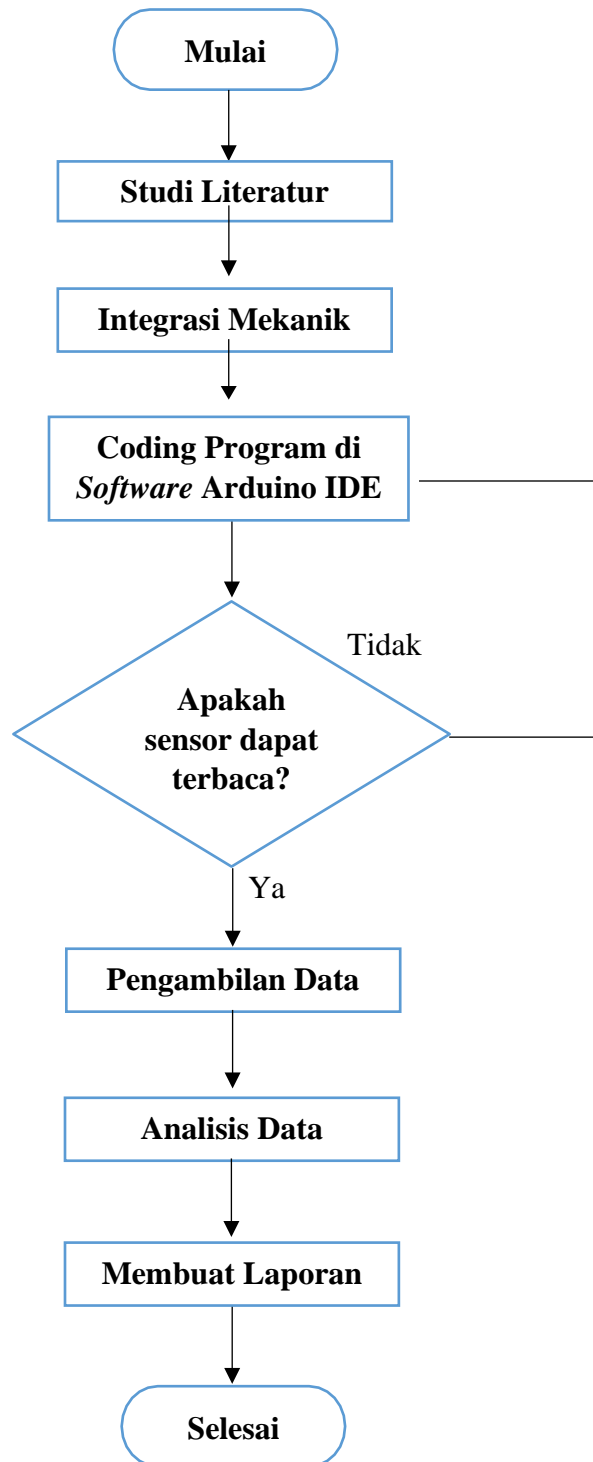 Mulai
Studi Literatur
Integrasi Mekanik
Coding Program di
Software Arduino IDE
Tidak
Apakah
sensor dapat
terbaca?
Ya
Pengambilan Data
Analisis Data
Membuat Laporan
Selesai